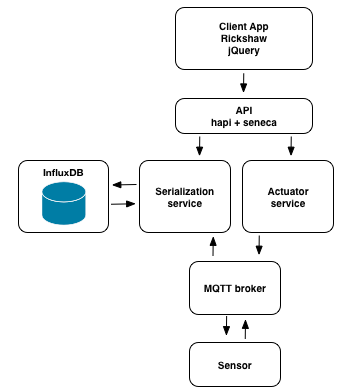 Client App
Rickshaw
jQuery
API
hapi + seneca
InfluxDB
Serialization
service
Actuator
service
MQTT broker
Sensor